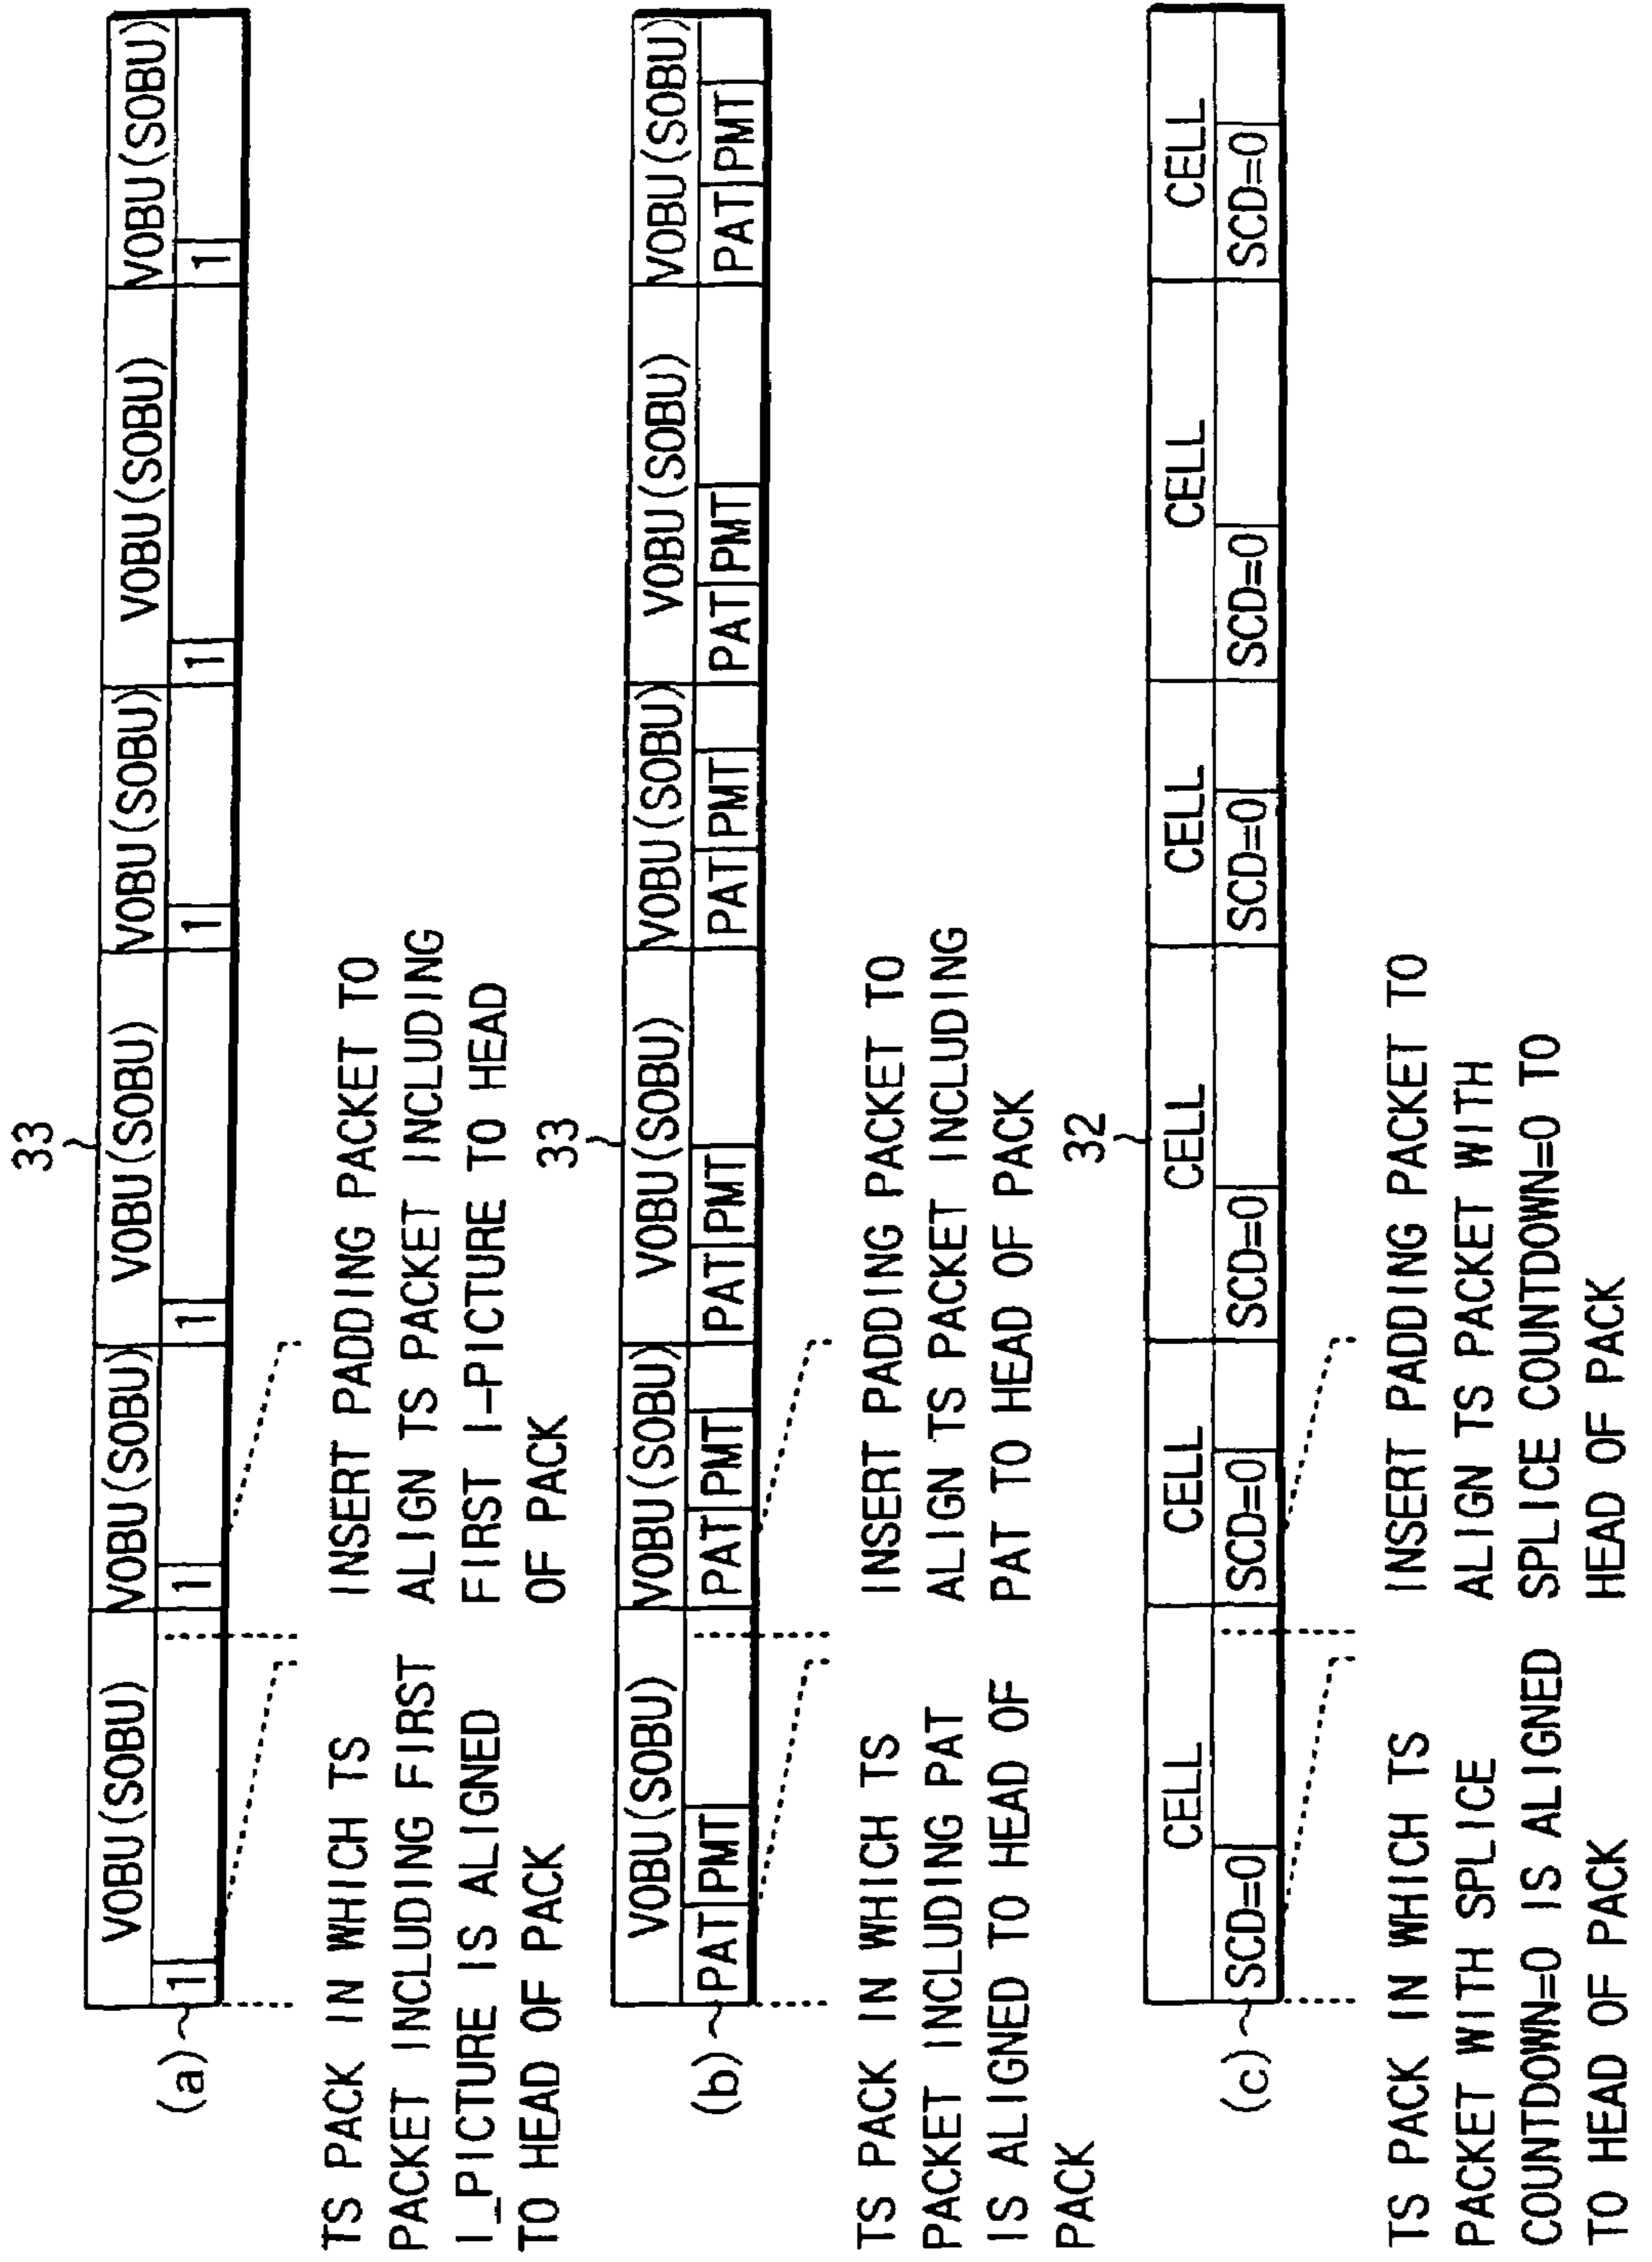 33
VOBU(SOBU) VOBU(SOBU) VOBU(SOBU) VOBU(SOBU) VOBU(SOBU) VOBU(SOBU)
(a) 1 1 1 1 1 1
TS PACK IN WHICH TS
PACKET INCLUDING FIRST
I_PICTURE IS ALIGNED
TO HEAD OF PACK
INSERT PADDING PACKET TO
ALIGN TS PACKET INCLUDING
FIRST I-PICTURE TO HEAD
OF PACK
33
VOBU(SOBU) VOBU(SOBU) VOBU(SOBU) VOBU(SOBU) VOBU(SOBU) VOBU(SOBU)
(b) PAT PMT PAT PMT PAT PMT PAT PMT PAT PMT PAT PMT
TS PACK IN WHICH TS
PACKET INCLUDING PAT
IS ALIGNED TO HEAD OF
PACK
INSERT PADDING PACKET TO
ALIGN TS PACKET INCLUDING
PAT TO HEAD OF PACK
32
CELL CELL CELL CELL CELL CELL
(c) SCD=0 SCD=0 SCD=0 SCD=0 SCD=0 SCD=0
TS PACK IN WHICH TS
PACKET WITH SPLICE
COUNTDOWN=0 IS ALIGNED
TO HEAD OF PACK
INSERT PADDING PACKET TO
ALIGN TS PACKET WITH
SPLICE COUNTDOWN=0 TO
HEAD OF PACK